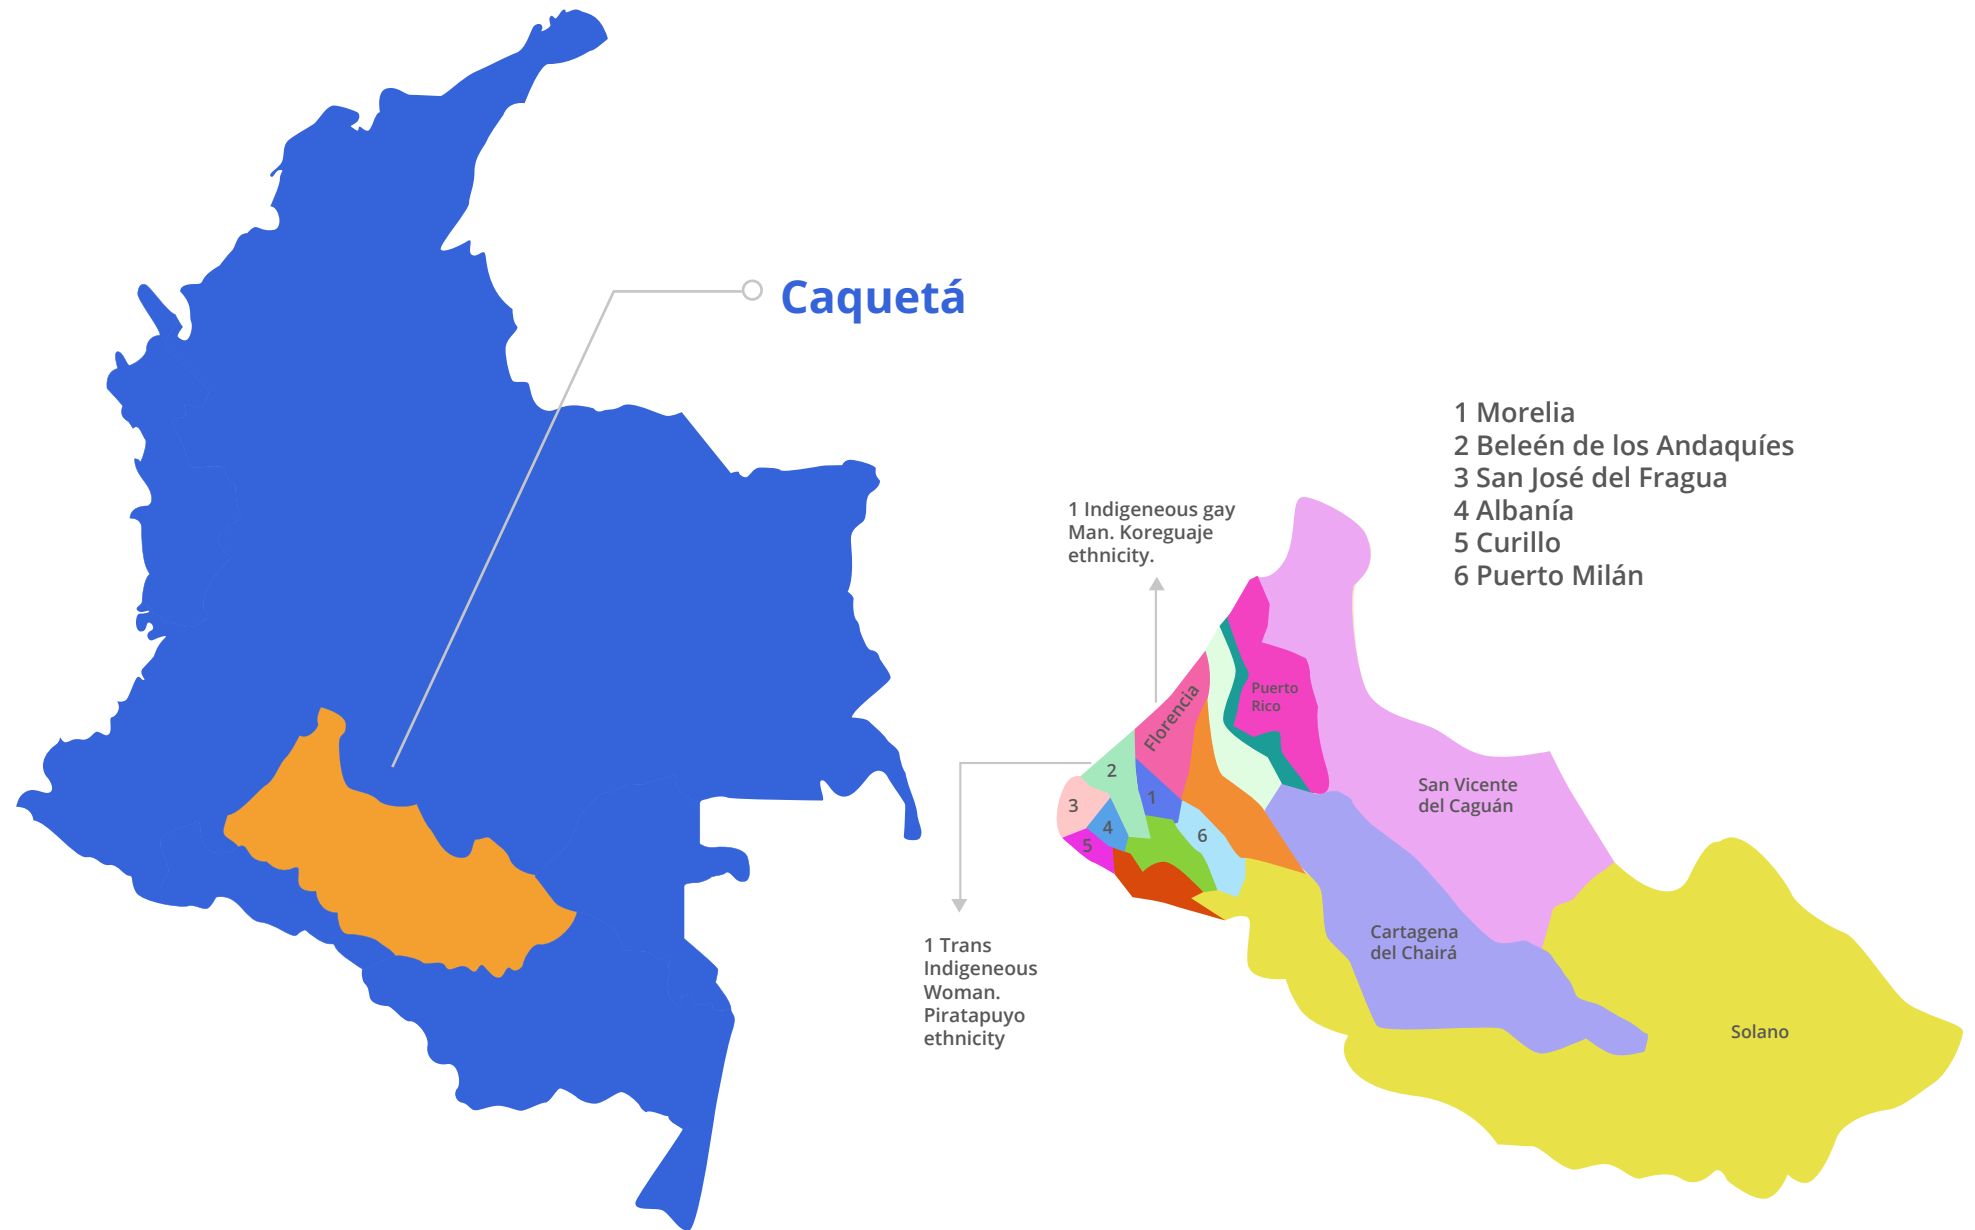 Caquetá
1 Morelia
2 Beleén de los Andaquíes
3 San José del Fragua
4 Albanía
5 Curillo
6 Puerto Milán
1 Indigeneous gay
Man. Koreguaje
ethnicity.
Puerto
Rico
Florencia
2
1
3
4
5
6
San Vicente
del Caguán
Cartagena
del Chairá
Solano
1 Trans
Indigeneous
Woman.
Piratapuyo
ethnicity